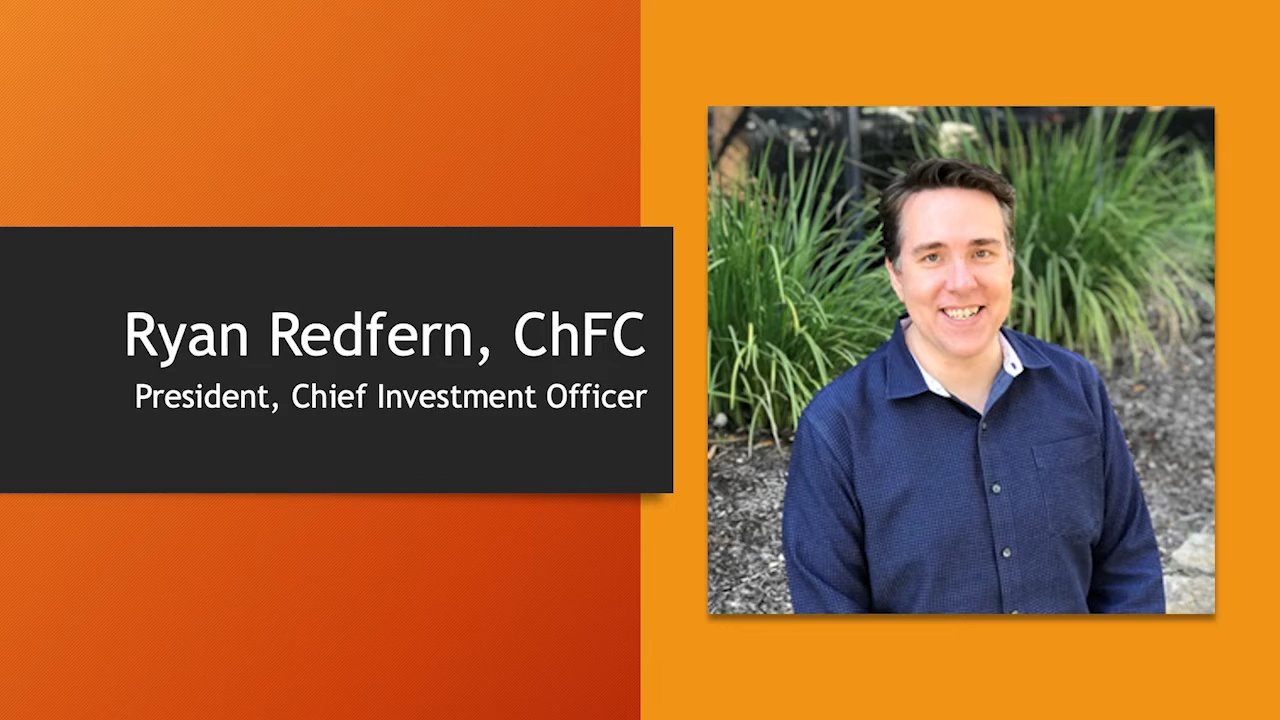 Ryan Redfern, ChFC
President, Chief Investment Officer